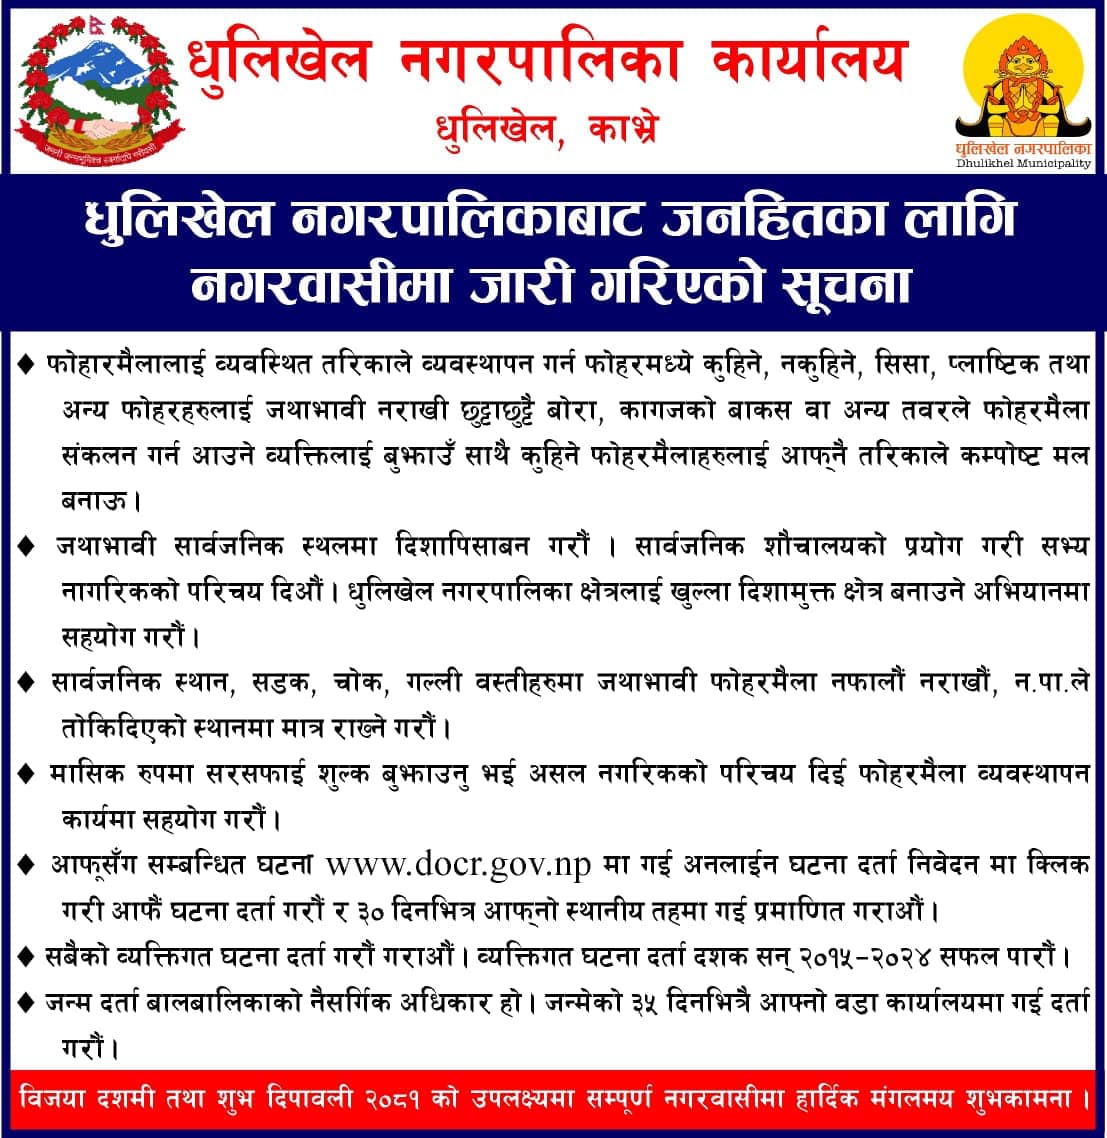 धुलिखेल नगरपालिका कार्यालय
धुलिखेल, काभ्रे
जननी जन्मभूमिश्च स्वर्गादपि गरीयसी
धुलिखेल नगरपालिका
Dhulikhel Municipality
धुलिखेल नगरपालिकाबाट जनहितका लागि
नगरवासीमा जारी गरिएको सूचना
♦ फोहारमैलालाई व्यवस्थित तरिकाले व्यवस्थापन गर्न फोहरमध्ये कुहिने, नकुहिने, सिसा, प्लाष्टिक तथा
अन्य फोहरहरुलाई जथाभावी नराखी छुट्टाछुट्टै बोरा, कागजको बाकस वा अन्य तवरले फोहरमैला
संकलन गर्न आउने व्यक्तिलाई बुझाउँ साथै कुहिने फोहरमैलाहरुलाई आफ्‌नै तरिकाले कम्पोष्ट मल
बनाऊ।
♦ जथाभावी सार्वजनिक स्थलमा दिशापिसाबन गरौं । सार्वजनिक शौचालयको प्रयोग गरी सभ्य
नागरिकको परिचय दिऔं। धुलिखेल नगरपालिका क्षेत्रलाई खुल्ला दिशामुक्त क्षेत्र बनाउने अभियानमा
सहयोग गरौं।
♦ सार्वजनिक स्थान, सडक, चोक, गल्ली वस्तीहरुमा जथाभावी फोहरमैला नफालौं नराखौं, न.पा.ले
तोकिदिएको स्थानमा मात्र राख्ने गरौं।
♦ मासिक रुपमा सरसफाई शुल्क बुझाउनु भई असल नगरिकको परिचय दिई फोहरमैला व्यवस्थापन
कार्यमा सहयोग गरौं।
♦ आफूसँग सम्बन्धित घटना www.docr.gov.np मा गई अनलाईन घटना दर्ता निवेदन मा क्लिक
गरी आफैं घटना दर्ता गरौं र ३० दिनभित्र आफ्‌नो स्थानीय तहमा गई प्रमाणित गराऔं।
♦ सबैको व्यक्तिगत घटना दर्ता गरौं गराऔं। व्यक्तिगत घटना दर्ता दशक सन् २०१५-२०२४ सफल पारौं।
♦ जन्म दर्ता बालबालिकाको नैसर्गिक अधिकार हो। जन्मेको ३५ दिनभित्रै आफ्नो वडा कार्यालयमा गई दर्ता
गरौं।
विजया दशमी तथा शुभ दिपावली २०८१ को उपलक्ष्यमा सम्पूर्ण नगरवासीमा हार्दिक मंगलमय शुभकामना ।